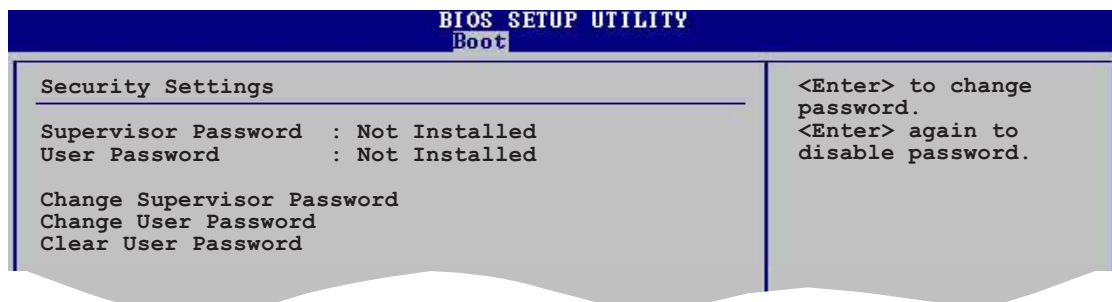 BIOS SETUP UTILITY
Boot
Security Settings
Supervisor Password : Not Installed
User Password : Not Installed
Change Supervisor Password
Change User Password
Clear User Password
<Enter> to change
password.
<Enter> again to
disable password.